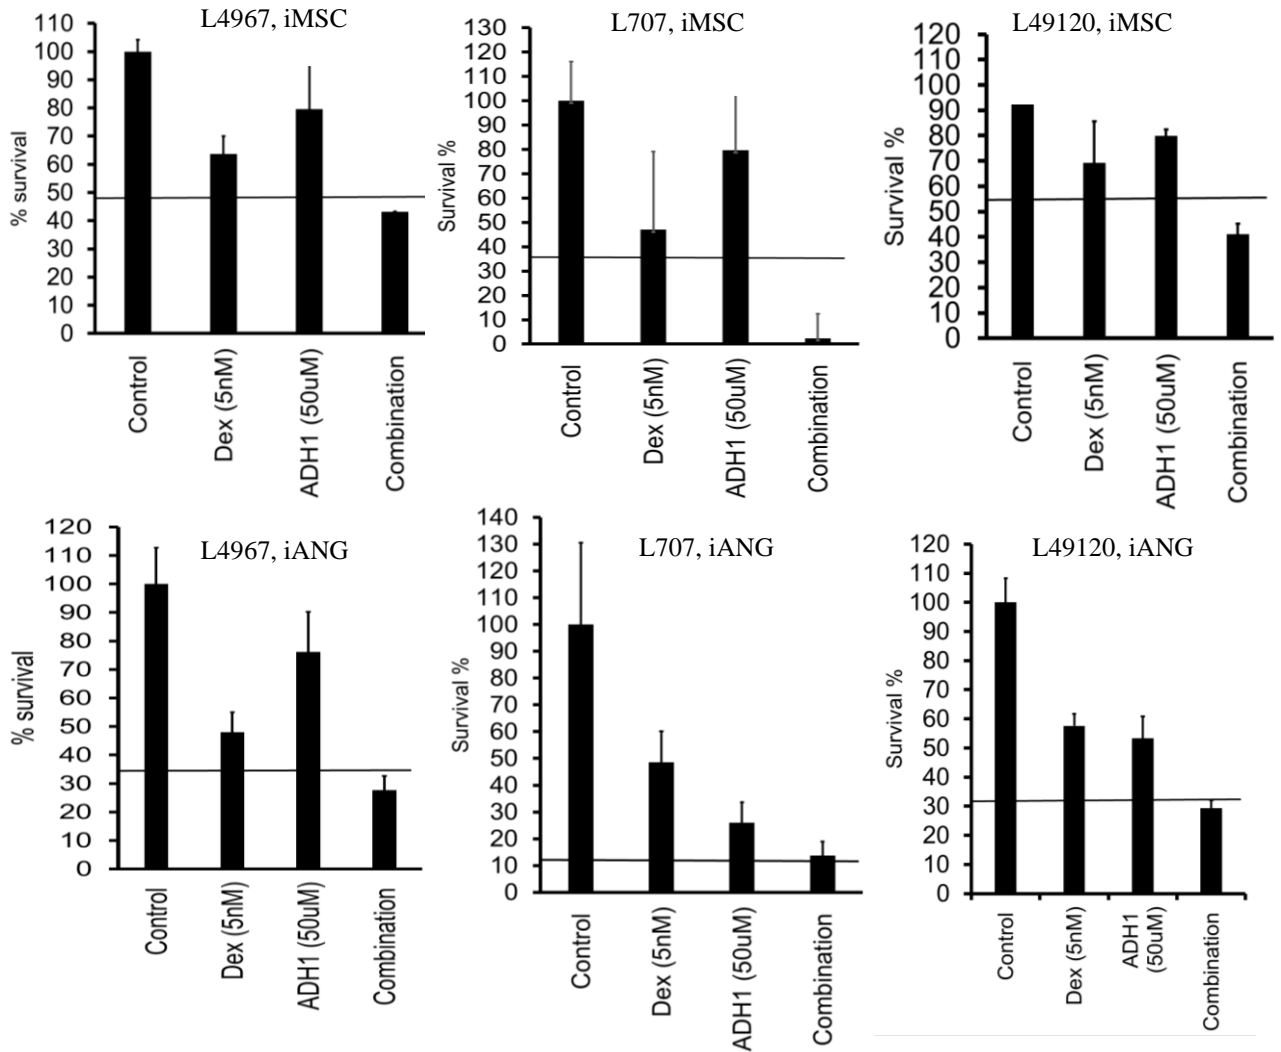 L4967, iMSC
% survival
110
100
90
80
70
60
50
40
30
20
10
0
Control
Dex (5nM)
ADH1 (50uM)
Combination
L707, iMSC
Survival %
130
120
110
100
90
80
70
60
50
40
30
20
10
0
Control
Dex (5nM)
ADH1 (50uM)
Combination
L49120, iMSC
Survival %
120
110
100
90
80
70
60
50
40
30
20
10
0
Control
Dex (5nM)
ADH1 (50uM)
Combination
L4967, iANG
% survival
120
110
100
90
80
70
60
50
40
30
20
10
0
Control
Dex (5nM)
ADH1 (50uM)
Combination
L707, iANG
Survival %
140
130
120
110
100
90
80
70
60
50
40
30
20
10
0
Control
Dex (5nM)
ADH1 (50uM)
Combination
L49120, iANG
Survival %
120
110
100
90
80
70
60
50
40
30
20
10
0
Control
Dex (5nM)
ADH1
(50uM)
Combination